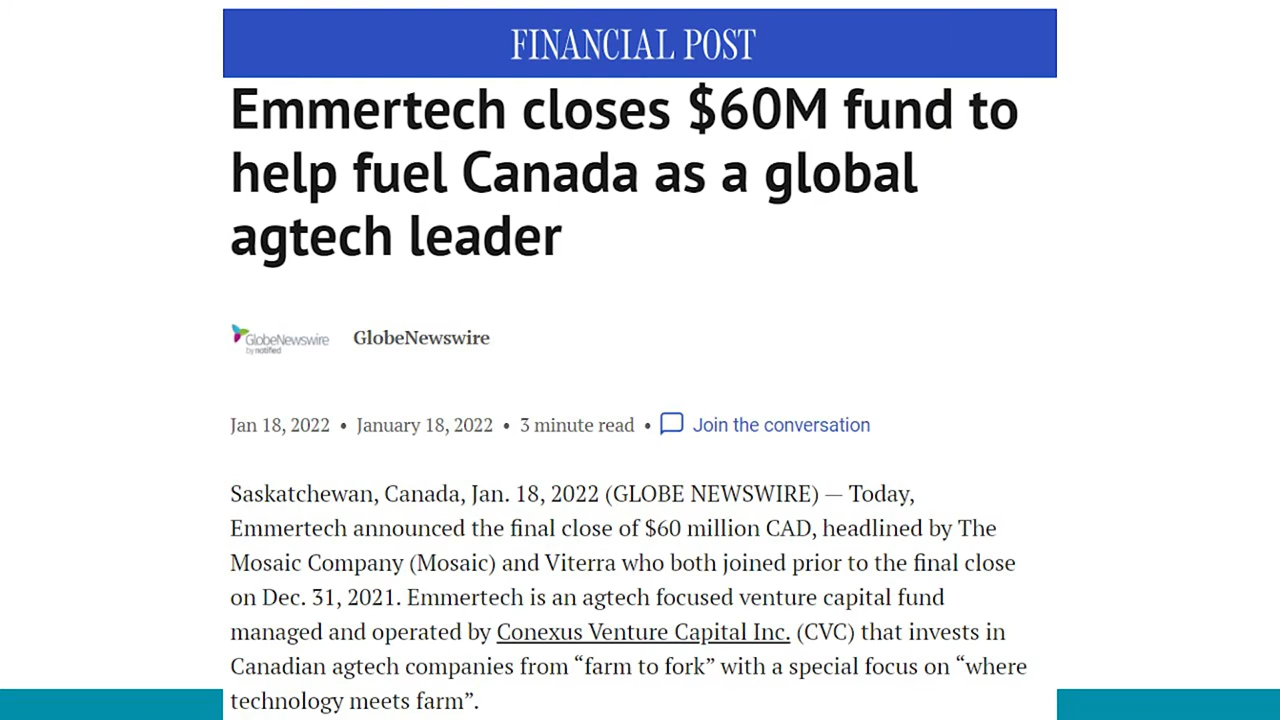 FINANCIAL POST
Emmertech closes $60M fund to
help fuel Canada as a global
agtech leader
GlobeNewswire
by notified
GlobeNewswire
Jan 18, 2022 • January 18, 2022 • 3 minute read • Join the conversation
Saskatchewan, Canada, Jan. 18, 2022 (GLOBE NEWSWIRE) — Today,
Emmertech announced the final close of $60 million CAD, headlined by The
Mosaic Company (Mosaic) and Viterra who both joined prior to the final close
on Dec. 31, 2021. Emmertech is an agtech focused venture capital fund
managed and operated by Conexus Venture Capital Inc. (CVC) that invests in
Canadian agtech companies from “farm to fork” with a special focus on “where
technology meets farm”.